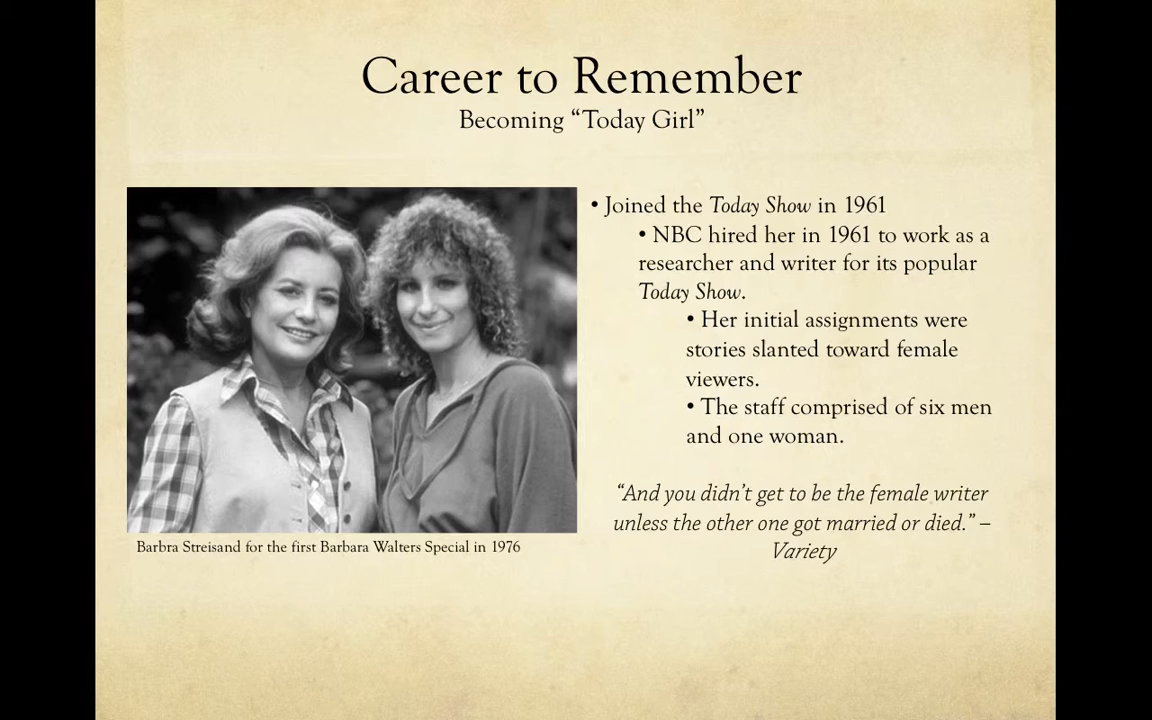 Career to Remember
Becoming “Today Girl”
• Joined the Today Show in 1961
• NBC hired her in 1961 to work as a
researcher and writer for its popular
Today Show.
• Her initial assignments were
stories slanted toward female
viewers.
• The staff comprised of six men
and one woman.
“And you didn’t get to be the female writer
unless the other one got married or died.” –
Variety
Barbra Streisand for the first Barbara Walters Special in 1976